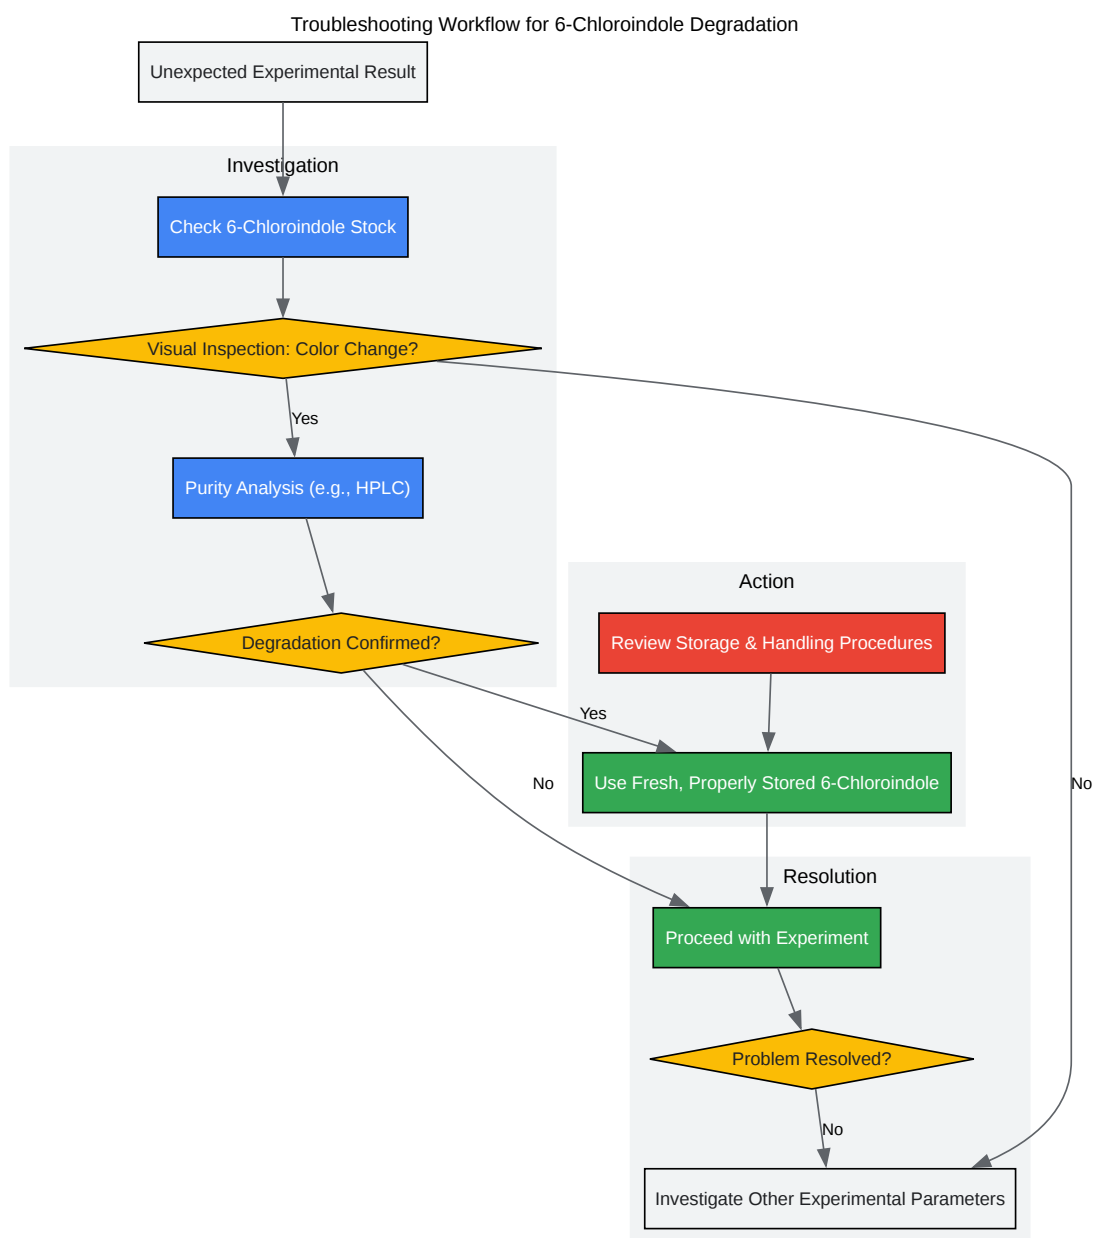 Troubleshooting Workflow for 6-Chloroindole Degradation
Unexpected Experimental Result
Investigation
Check 6-Chloroindole Stock
Visual Inspection: Color Change?
Yes
Purity Analysis (e.g., HPLC)
Degradation Confirmed?
Action
Review Storage & Handling Procedures
Yes
Use Fresh, Properly Stored 6-Chloroindole
No
No
Resolution
Proceed with Experiment
Problem Resolved?
No
Investigate Other Experimental Parameters